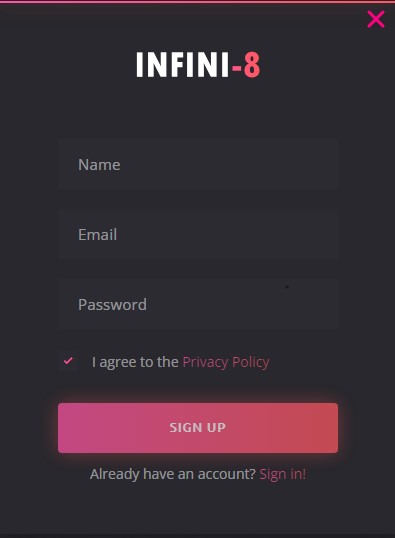 INFINI-8
Name
Email
Password
I agree to the Privacy Policy
SIGN UP
Already have an account? Sign in!